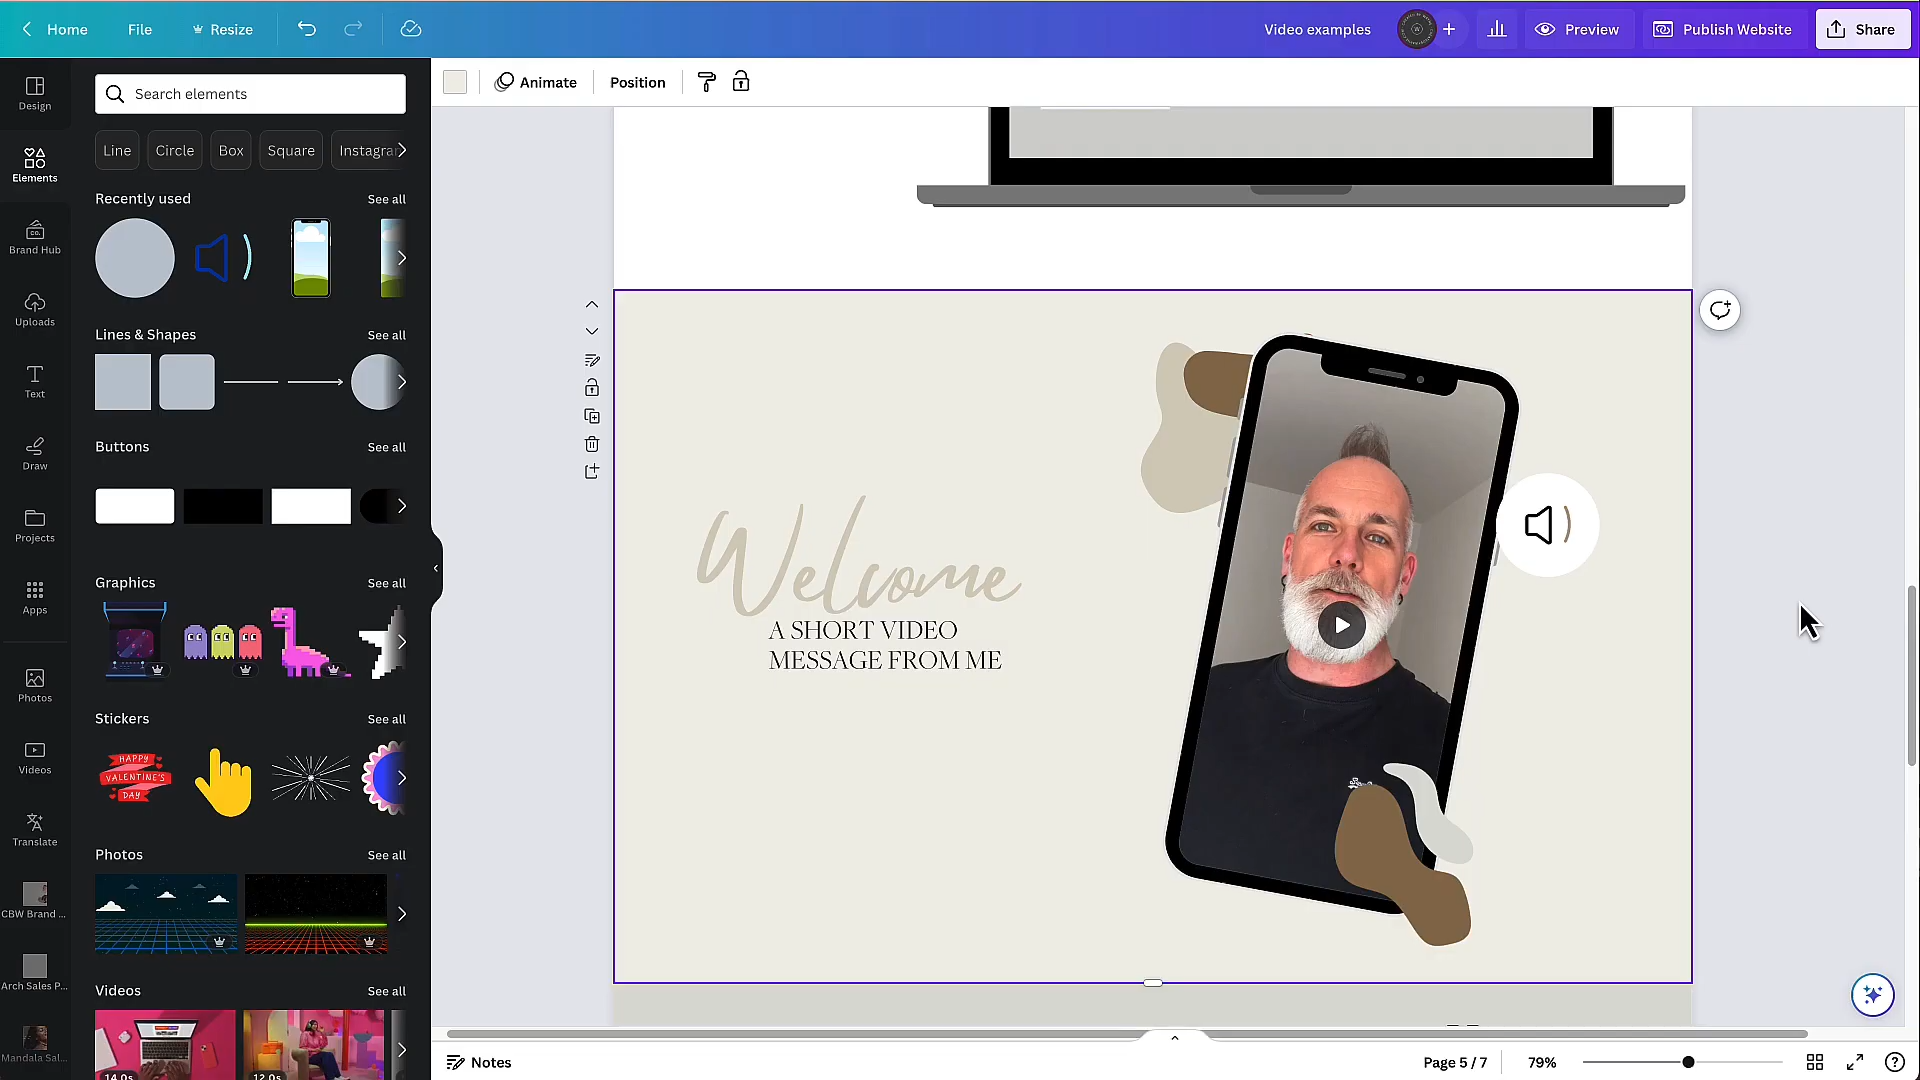 Home
File
Resize
Video examples
Preview
Publish Website
Share
Design
Elements
Brand Hub
Uploads
Text
Draw
Projects
Apps
Photos
Videos
Translate
CBW Brand ...
Arch Sales P...
Mandala Sal...
Search elements
Line
Circle
Box
Square
Instagram
Recently used
See all
Lines & Shapes
See all
Buttons
See all
Graphics
See all
Stickers
See all
HAPPY
VALENTINE'S
DAY
Photos
See all
Videos
See all
14.0s
12.0s
Animate
Position
Welcome
A SHORT VIDEO
MESSAGE FROM ME
Notes
Page 5 / 7
79%